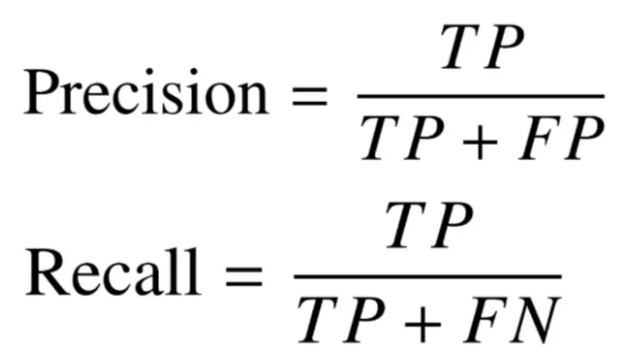 Precision = TP / TP + FP
Recall = TP / TP + FN